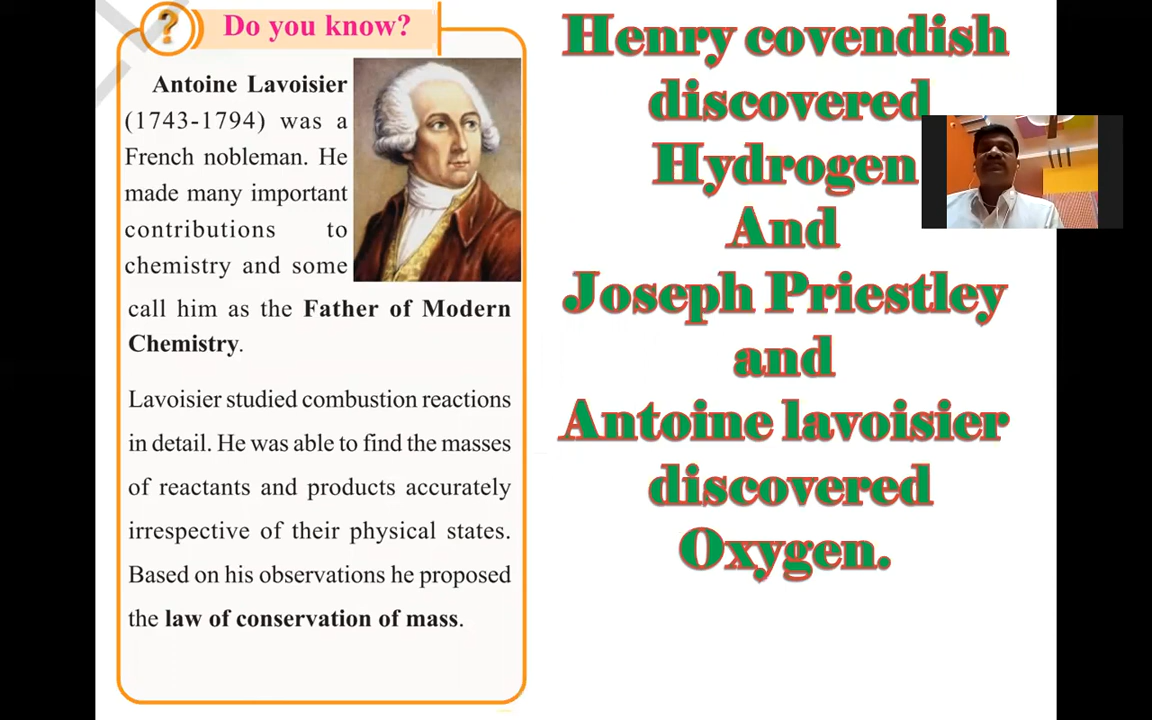 ?
Do you know?
Antoine Lavoisier
(1743-1794) was a
French nobleman. He
made many important
contributions to
chemistry and some
call him as the Father of Modern
Chemistry.
Lavoisier studied combustion reactions
in detail. He was able to find the masses
of reactants and products accurately
irrespective of their physical states.
Based on his observations he proposed
the law of conservation of mass.
Henry covendish
discovered
Hydrogen
And
Joseph Priestley
and
Antoine lavoisier
discovered
Oxygen.